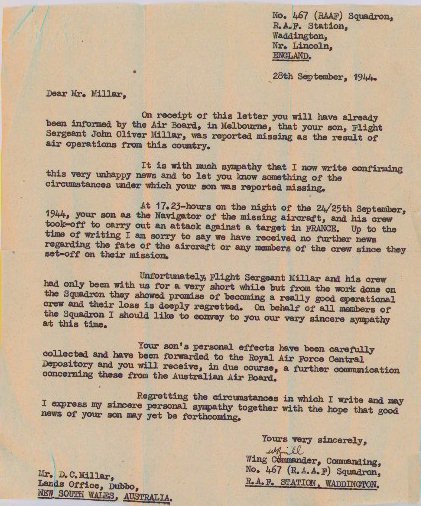 No. 467 (RAAF) Squadron,
R.A.F. Station,
Waddington,
Nr. Lincoln,
ENGLAND.
28th September, 1944.
Dear Mr. Millar,
On receipt of this letter you will have already
been informed by the Air Board, in Melbourne, that your son, Flight
Sergeant John Oliver Millar, was reported missing as the result of
air operations from this country.
It is with much sympathy that I now write confirming
this very unhappy news and to let you know something of the
circumstances under which your son was reported missing.
At 17.23-hours on the night of the 24/25th September,
1944, your son as the Navigator of the missing aircraft, and his crew
took-off to carry out an attack against a target in FRANCE. Up to the
time of writing I am sorry to say we have received no further news
regarding the fate of the aircraft or any members of the crew since they
set-off on their mission.
Unfortunately, Flight Sergeant Millar and his crew
had only been with us for a very short while but from the work done on
the Squadron they showed promise of becoming a really good operational
crew and their loss is deeply regretted. On behalf of all members of
the Squadron I should like to convey to you our very sincere sympathy
at this time.
Your son's personal effects have been carefully
collected and have been forwarded to the Royal Air Force Central
Depository and you will receive, in due course, a further communication
concerning these from the Australian Air Board.
Regretting the circumstances in which I write and may
I express my sincere personal sympathy together with the hope that good
news of your son may yet be forthcoming.
Yours very sincerely,
Wing Commander, Commanding,
No. 467 (R.A.A.F) Squadron,
R.A.F. STATION, WADDINGTON.
Mr. D.C.Millar,
Lands Office, Dubbo,
NEW SOUTH WALES, AUSTRALIA.